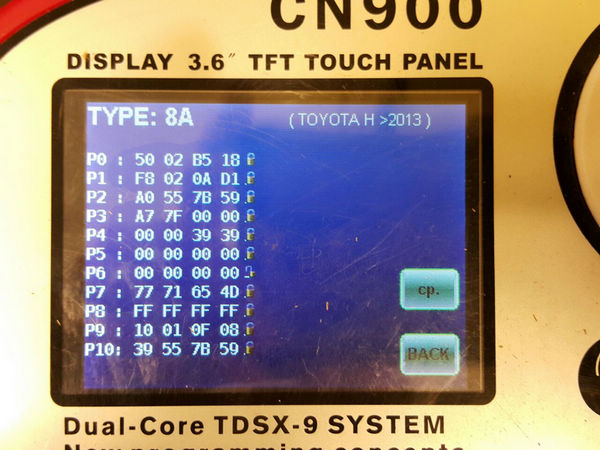 CN900
DISPLAY 3.6″ TFT TOUCH PANEL
TYPE: 8A (TOYOTA H >2013)
P0 : 50 02 B5 18
P1 : F8 02 0A D1
P2 : A0 55 7B 59
P3 : A7 7F 00 00
P4 : 00 00 39 39
P5 : 00 00 00 00
P6 : 00 00 00 00
P7 : 77 71 65 4D
P8 : FF FF FF FF
P9 : 10 01 0F 08
P10: 39 55 7B 59
cp.
BACK
Dual-Core TDSX-9 SYSTEM
New programming concepts